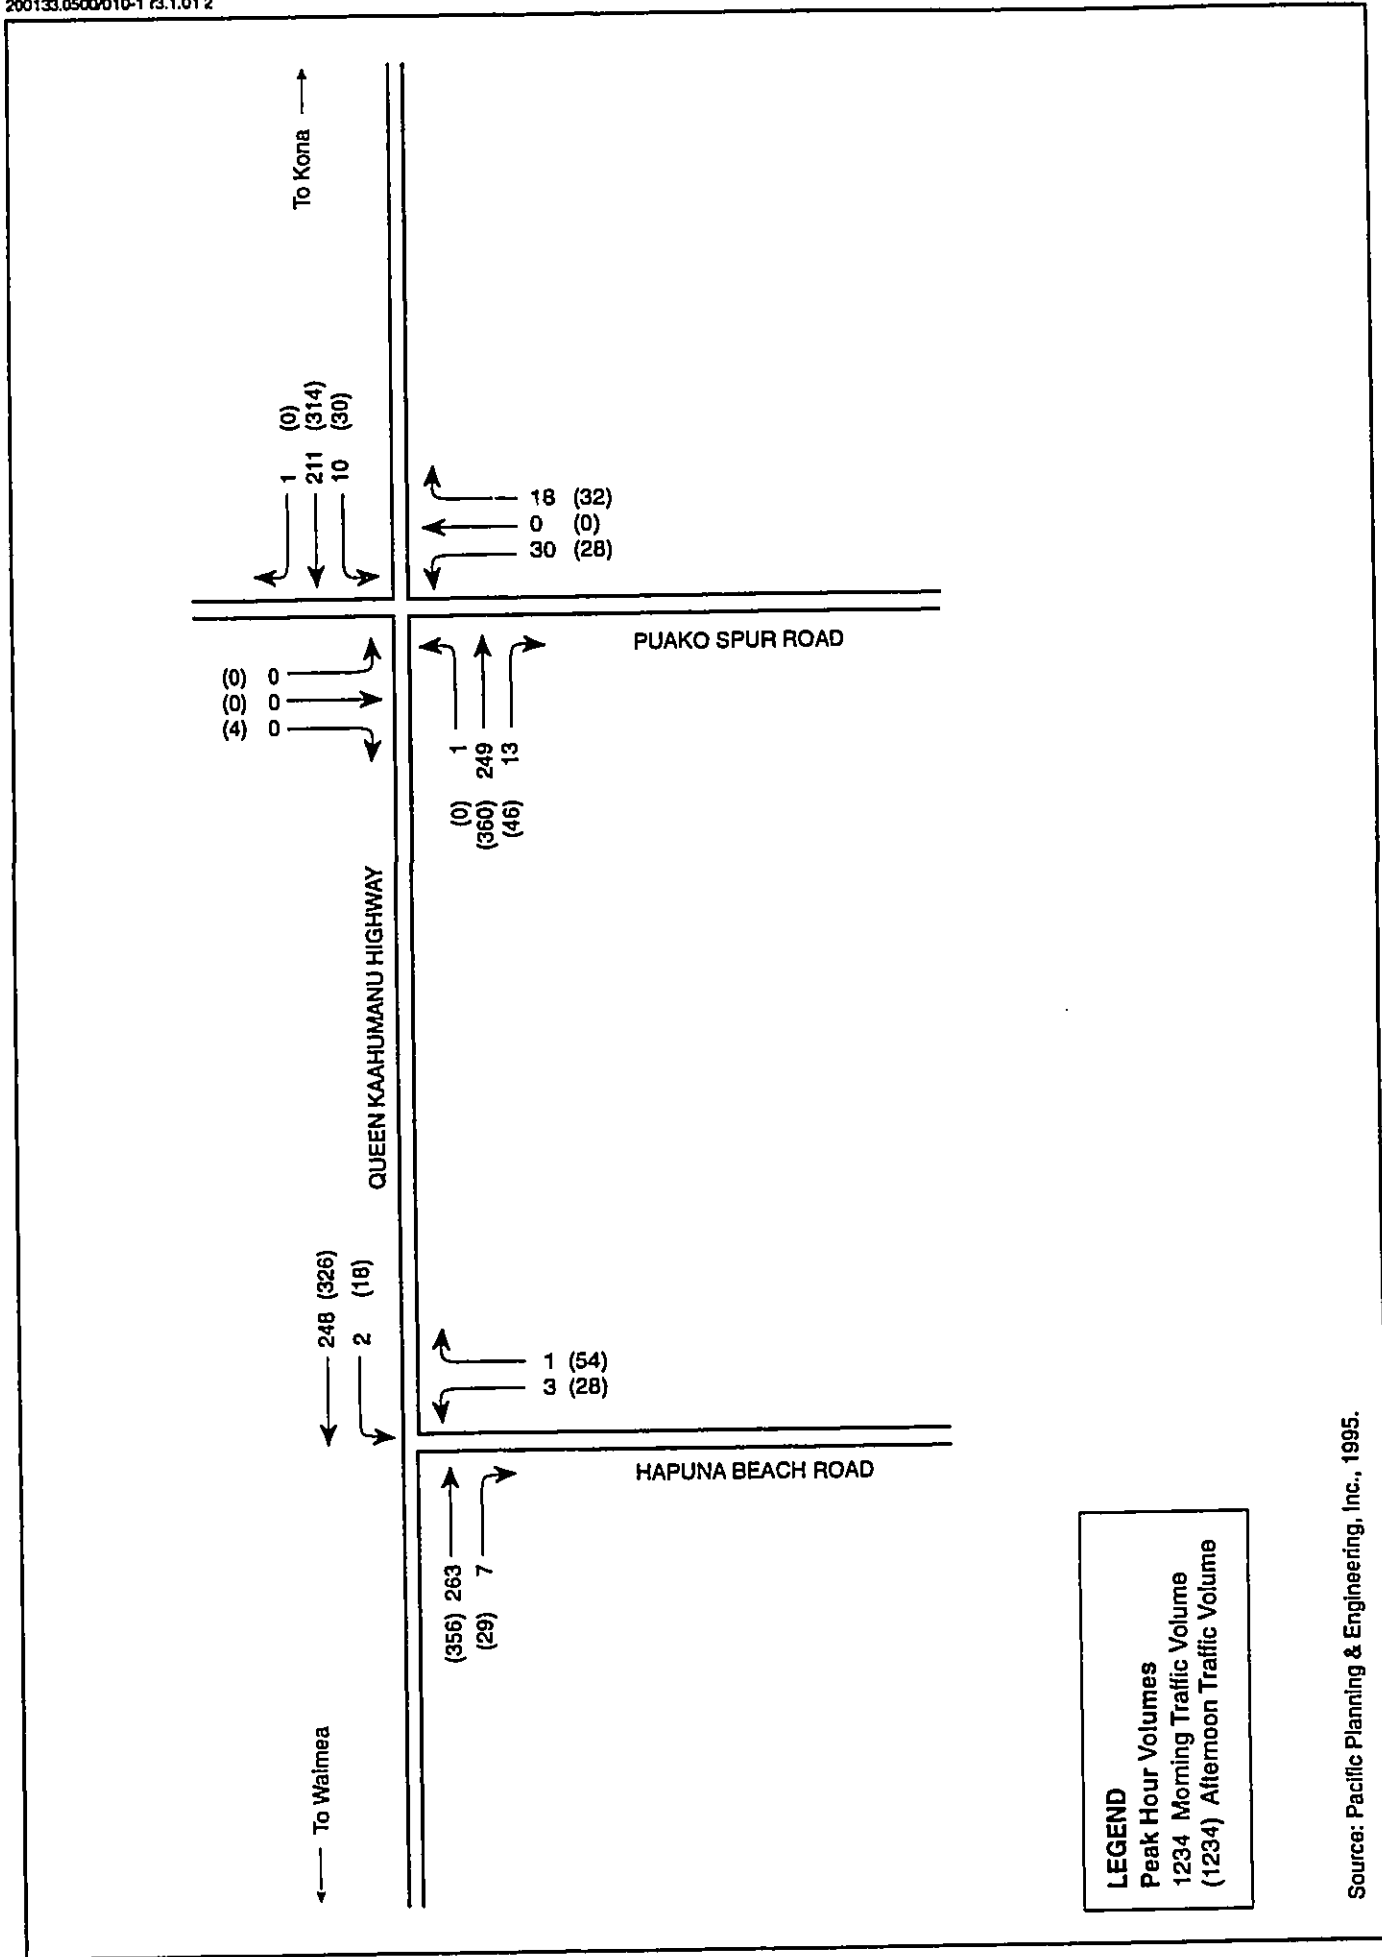 200133.0500/010-1 r3.1.01 2
To Kona
1 (0)
211 (314)
10 (30)
18 (32)
0 (0)
30 (28)
PUAKO SPUR ROAD
(0) 0
(0) 0
(4) 0
(0) 1
(360) 249
(46) 13
QUEEN KAAHUMANU HIGHWAY
248 (326)
2 (18)
1 (54)
3 (28)
HAPUNA BEACH ROAD
(356) 263
(29) 7
To Waimea
LEGEND
Peak Hour Volumes
1234 Morning Traffic Volume
(1234) Afternoon Traffic Volume
Source: Pacific Planning & Engineering, Inc., 1995.